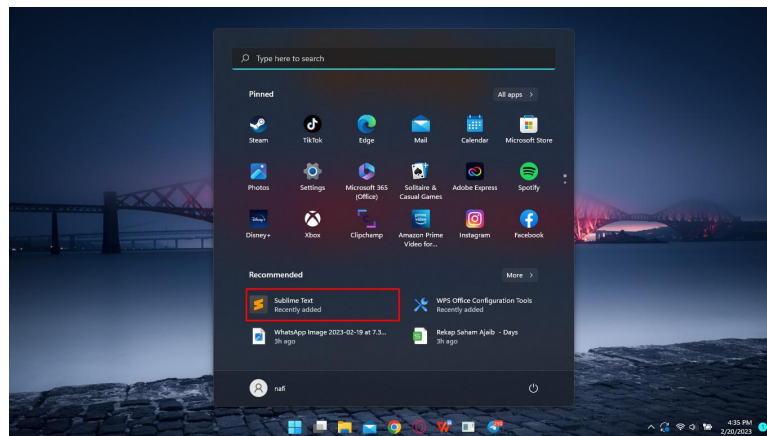 Type here to search
Pinned
All apps >
Steam
TikTok
Edge
Mail
Calendar
Microsoft Store
Photos
Settings
Microsoft 365
(Office)
Solitaire &
Casual Games
Adobe Express
Spotify
Disney+
Xbox
Clipchamp
Amazon Prime
Video for...
Instagram
Facebook
Recommended
More >
Sublime Text
Recently added
WPS Office Configuration Tools
Recently added
WhatsApp Image 2023-02-19 at 7.3...
3h ago
Rekap Saham Ajaib - Days
3h ago
nafi
4:35 PM
2/20/2023